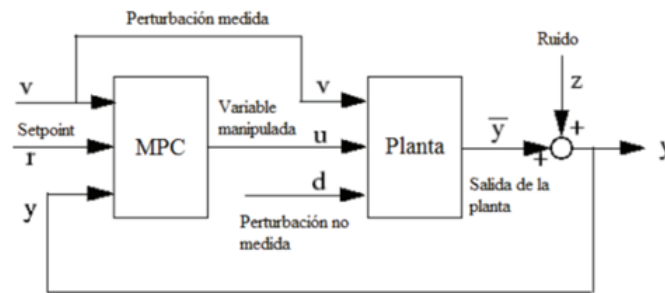 Perturbación medida
Ruido
v
v
z
Setpoint
r
MPC
Variable
manipulada
u
Planta
y
+
+
y
y
d
Perturbación no
medida
Salida de la
planta